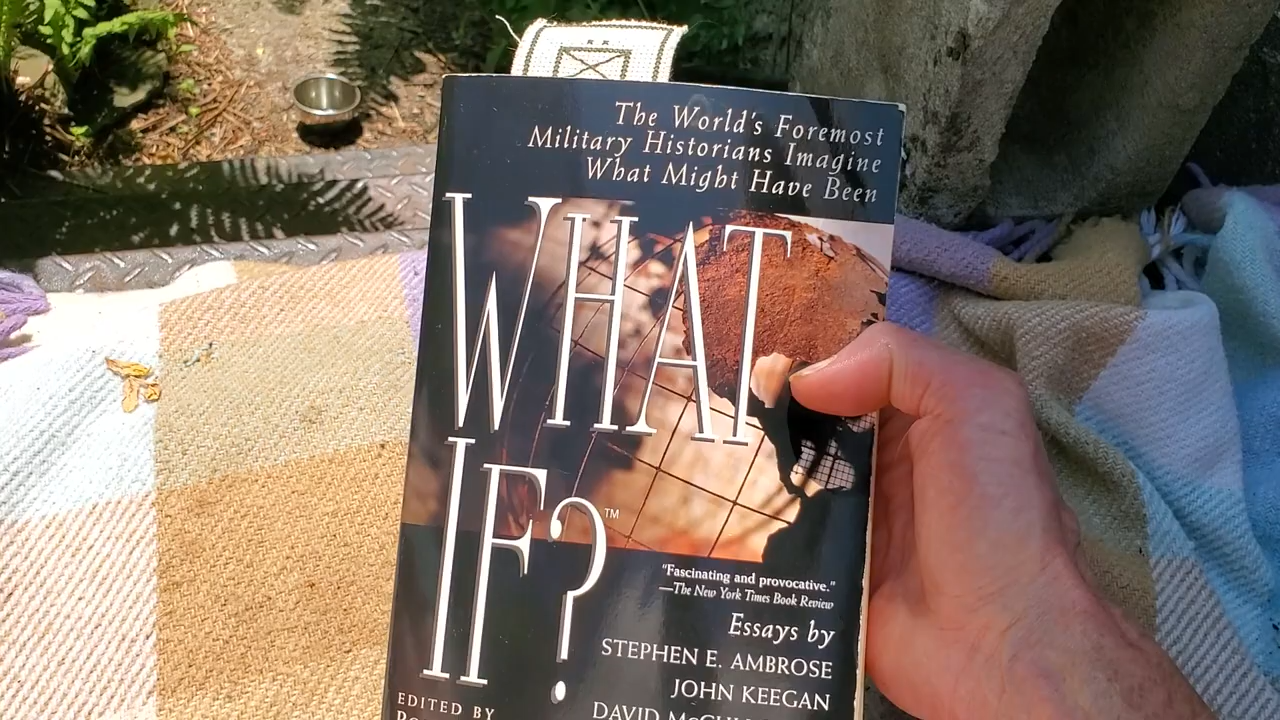 The World's Foremost
Military Historians Imagine
What Might Have Been
WHAT
IF?™
"Fascinating and provocative."
—The New York Times Book Review
Essays by
STEPHEN E. AMBROSE
JOHN KEEGAN
DAVID
EDITED BY